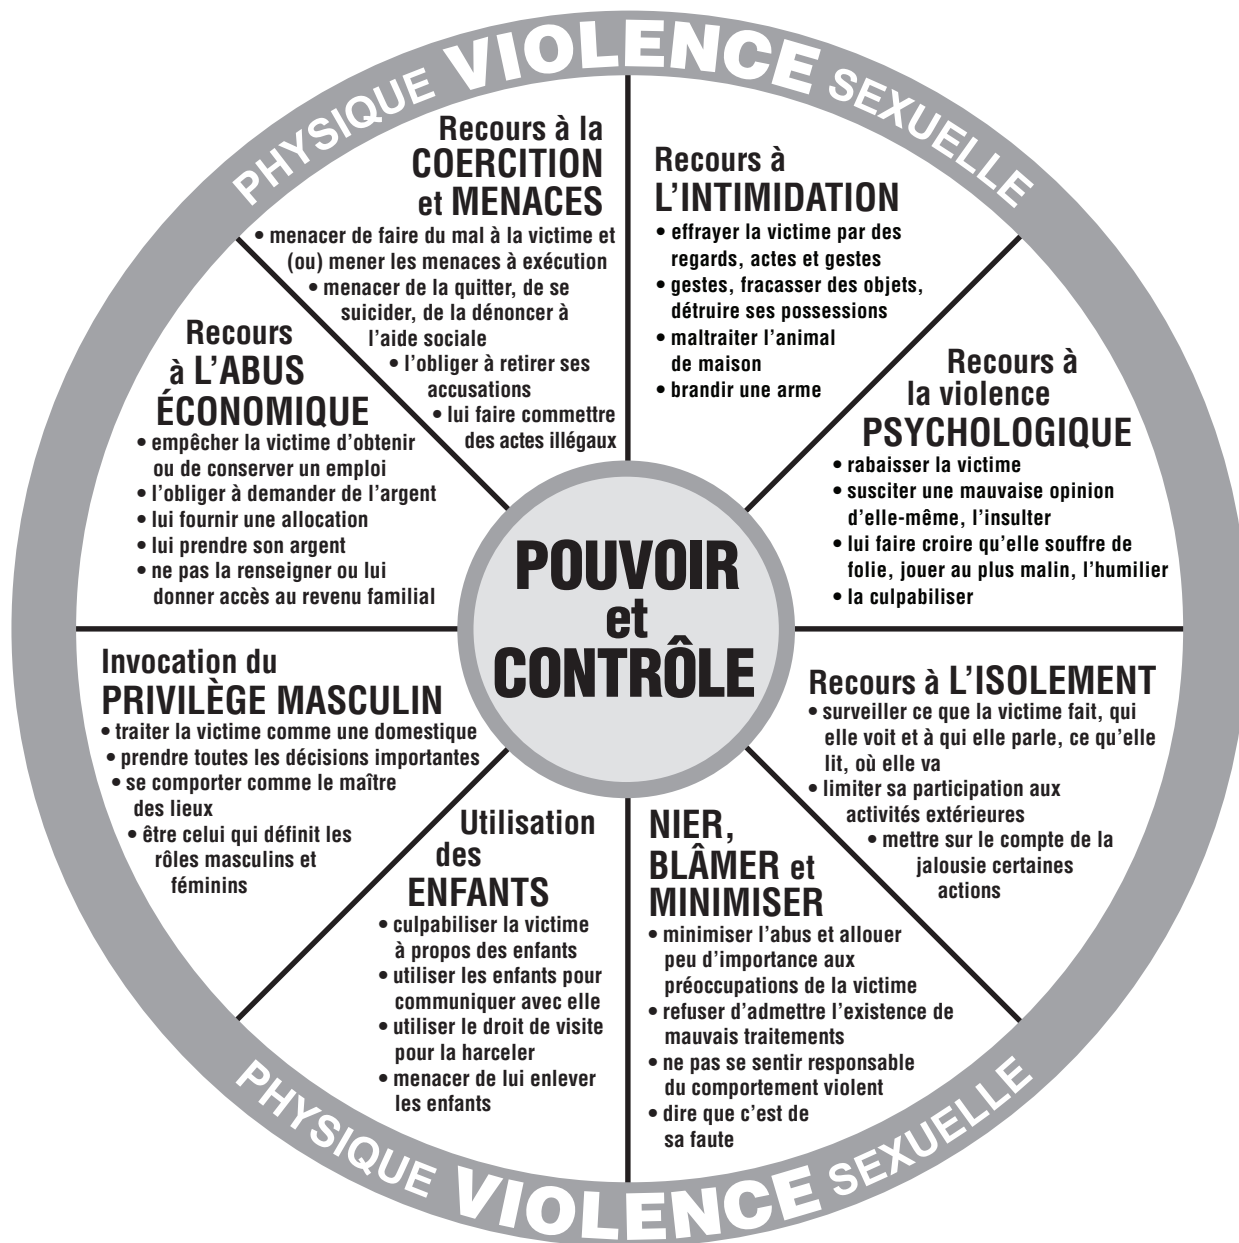 PHYSIQUE VIOLENCE SEXUELLE
Recours à la
COERCITION
et MENACES
• menacer de faire du mal à la victime et
(ou) mener les menaces à exécution
• menacer de la quitter, de se
suicider, de la dénoncer à
l'aide sociale
• l'obliger à retirer ses
accusations
• lui faire commettre
des actes illégaux
Recours à
L'INTIMIDATION
• effrayer la victime par des
regards, actes et gestes
• gestes, fracasser des objets,
détruire ses possessions
• maltraiter l'animal
de maison
• brandir une arme
Recours à
la violence
PSYCHOLOGIQUE
• rabaisser la victime
• susciter une mauvaise opinion
d'elle-même, l'insulter
• lui faire croire qu'elle souffre de
folie, jouer au plus malin, l'humilier
• la culpabiliser
Recours à L'ISOLEMENT
• surveiller ce que la victime fait, qui
elle voit et à qui elle parle, ce qu'elle
lit, où elle va
• limiter sa participation aux
activités extérieures
• mettre sur le compte de la
jalousie certaines
actions
NIER,
BLÂMER et
MINIMISER
• minimiser l'abus et allouer
peu d'importance aux
préoccupations de la victime
• refuser d'admettre l'existence de
mauvais traitements
• ne pas se sentir responsable
du comportement violent
• dire que c'est de
sa faute
Utilisation
des
ENFANTS
• culpabiliser la victime
à propos des enfants
• utiliser les enfants pour
communiquer avec elle
• utiliser le droit de visite
pour la harceler
• menacer de lui enlever
les enfants
Invocation du
PRIVILÈGE MASCULIN
• traiter la victime comme une domestique
• prendre toutes les décisions importantes
• se comporter comme le maître
des lieux
• être celui qui définit les
rôles masculins et
féminins
Recours
à L'ABUS
ÉCONOMIQUE
• empêcher la victime d'obtenir
ou de conserver un emploi
• l'obliger à demander de l'argent
• lui fournir une allocation
• lui prendre son argent
• ne pas la renseigner ou lui
donner accès au revenu familial
POUVOIR
et
CONTRÔLE
PHYSIQUE VIOLENCE SEXUELLE